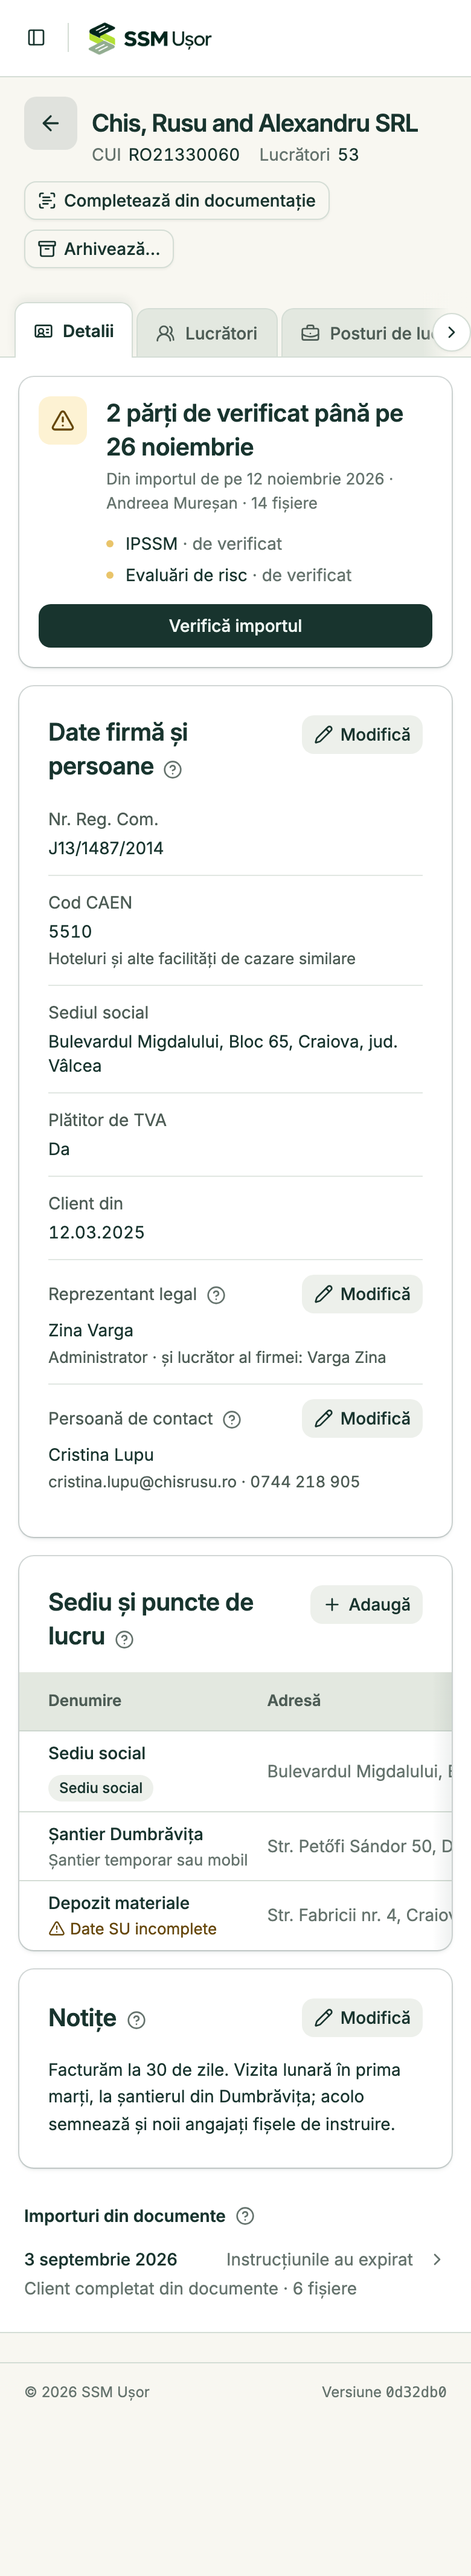 SSM Ușor
Chis, Rusu and Alexandru SRL
CUI RO21330060 Lucrători 53
Completează din documentație
Arhivează...
Detalii
Lucrători
Posturi de
2 părți de verificat până pe
26 noiembrie
Din importul de pe 12 noiembrie 2026 ·
Andreea Mureșan · 14 fișiere
IPSSM · de verificat
Evaluări de risc · de verificat
Verifică importul
Date firmă și
persoane
Modifică
Nr. Reg. Com.
J13/1487/2014
Cod CAEN
5510
Hoteluri și alte facilități de cazare similare
Sediul social
Bulevardul Migdalului, Bloc 65, Craiova, jud.
Vâlcea
Plătitor de TVA
Da
Client din
12.03.2025
Reprezentant legal
Modifică
Zina Varga
Administrator · și lucrător al firmei: Varga Zina
Persoană de contact
Modifică
Cristina Lupu
cristina.lupu@chisrusu.ro · 0744 218 905
Sediu și puncte de
lucru
Adaugă
Denumire Adresă
Sediu social
Sediu social
Bulevardul Migdalului,
Șantier Dumbrăvița
Șantier temporar sau mobil
Str. Petőfi Sándor 50,
Depozit materiale
Date SU incomplete
Str. Fabricii nr. 4,
Notițe
Modifică
Facturăm la 30 de zile. Vizita lunară în prima
marți, la șantierul din Dumbrăvița; acolo
semnează și noii angajați fișele de instruire.
Importuri din documente
3 septembrie 2026 Instrucțiunile au expirat
Client completat din documente · 6 fișiere
© 2026 SSM Ușor Versiune 0d32db0